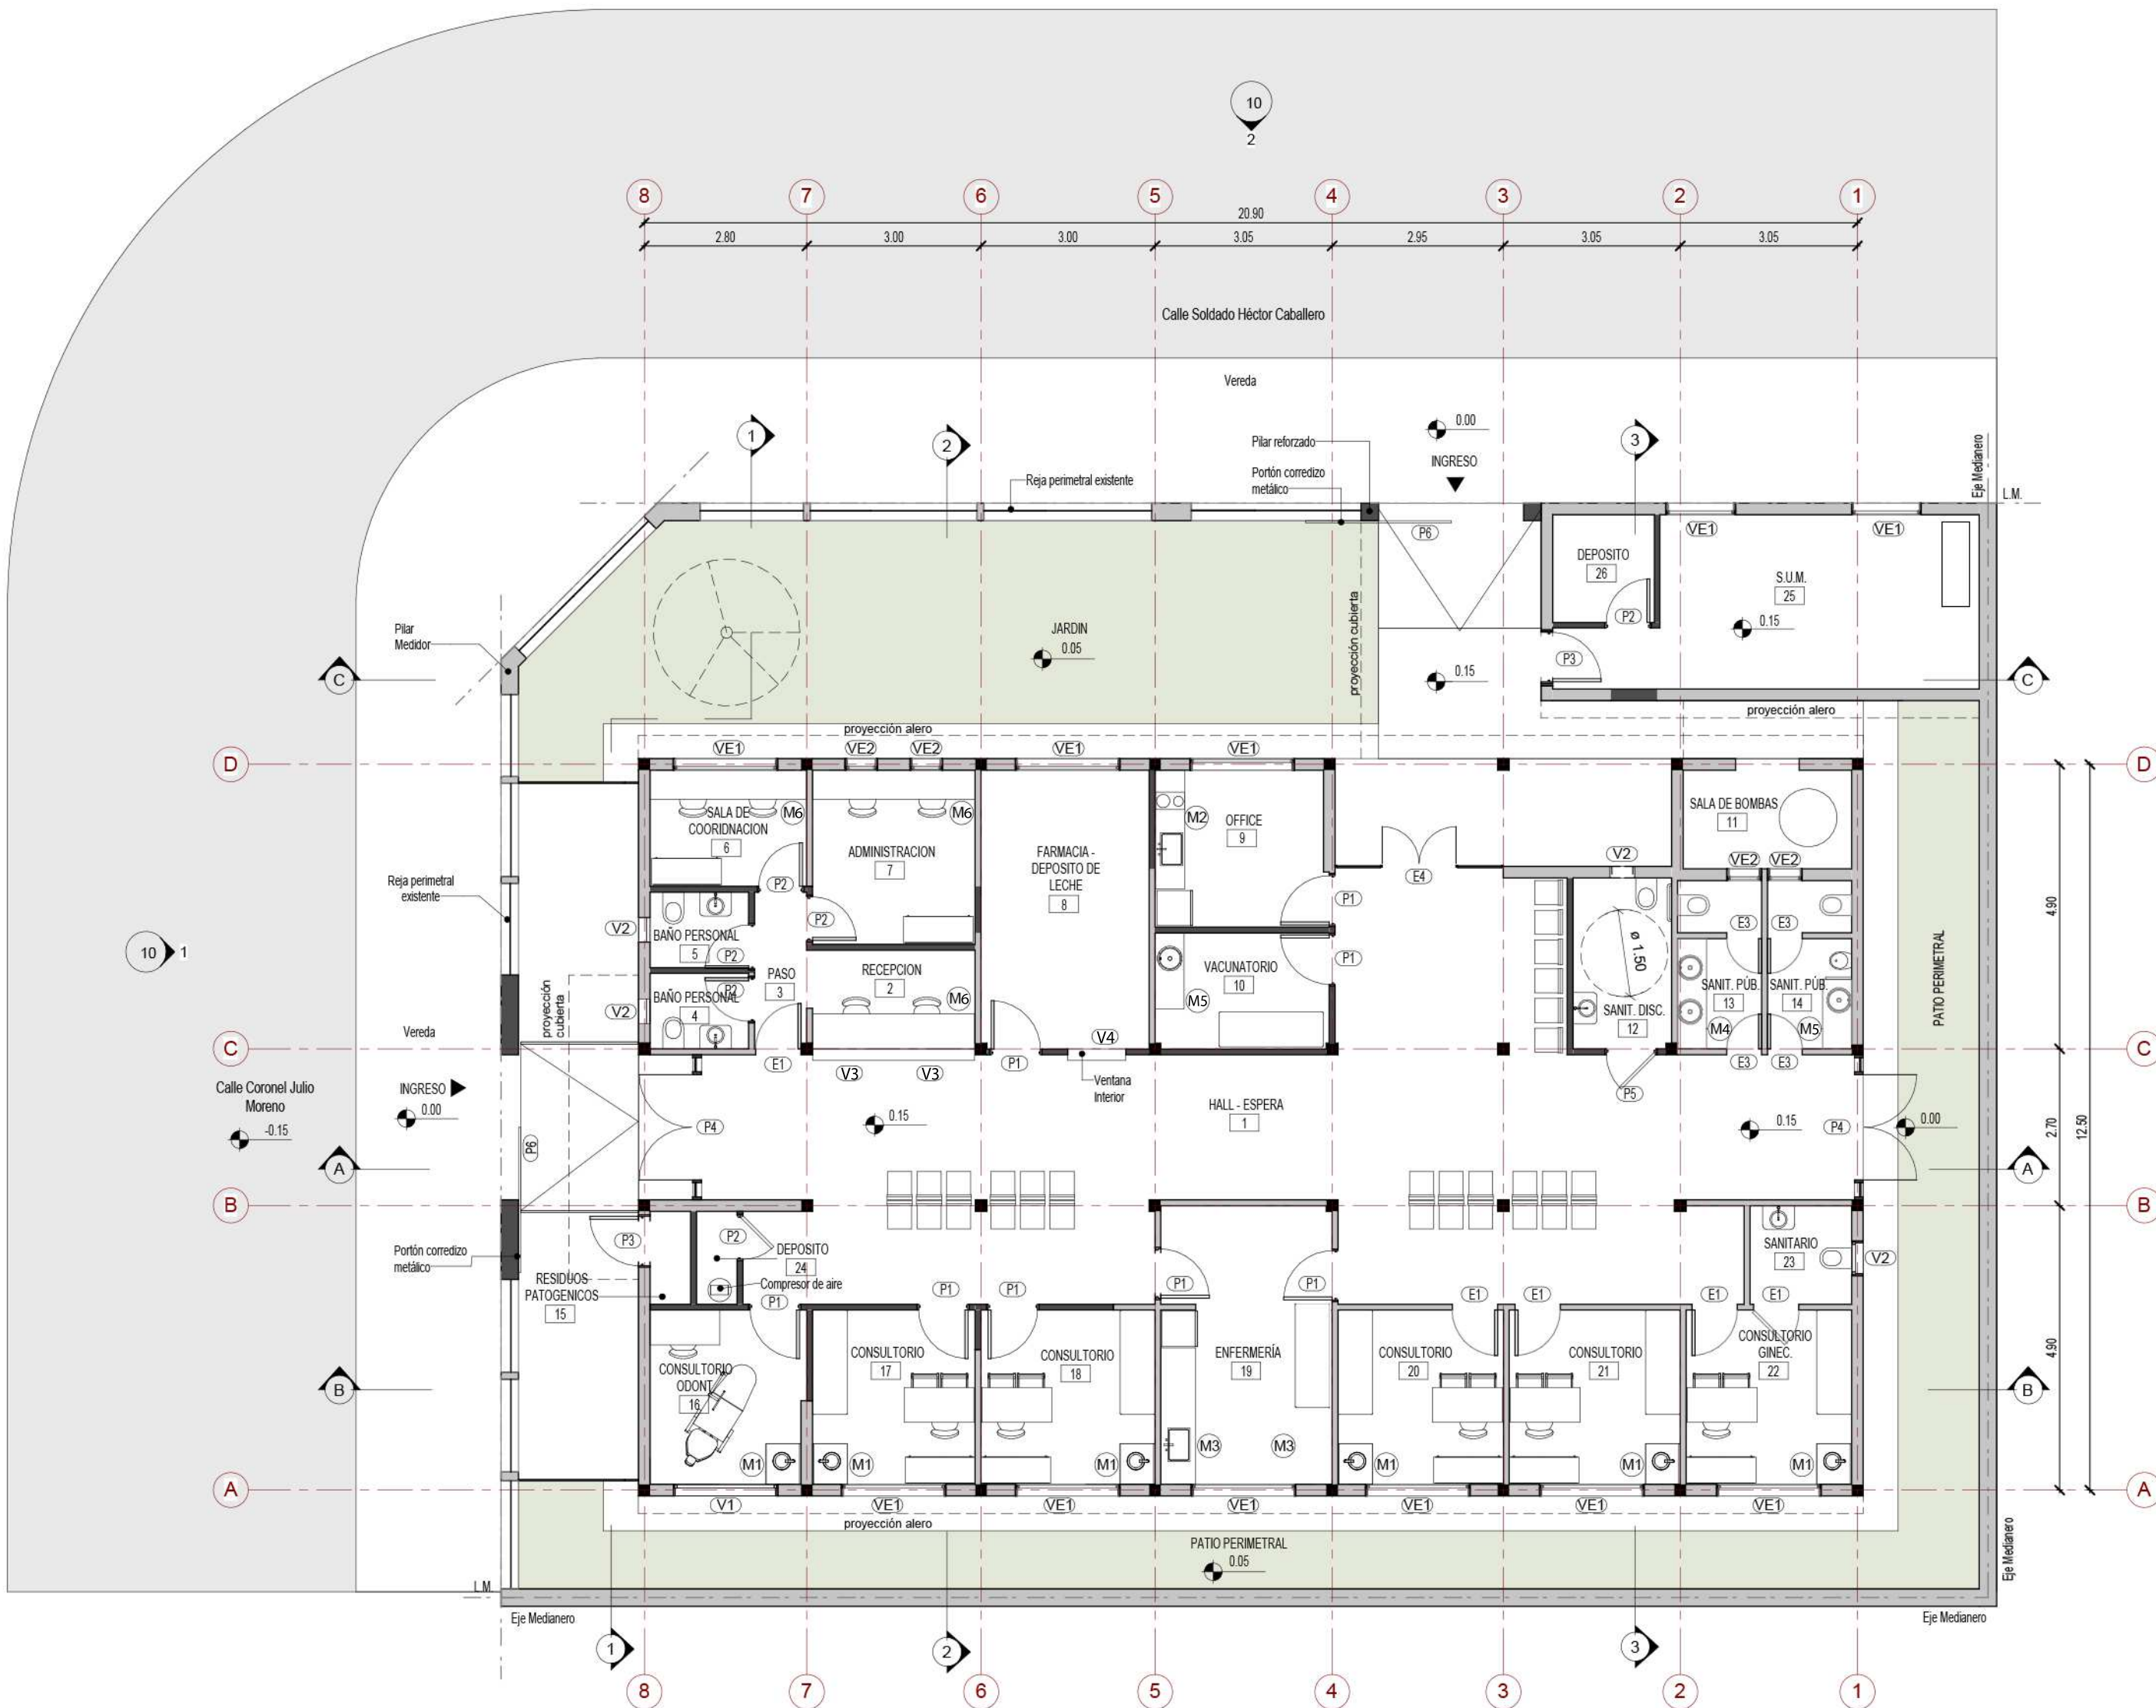 10
2
8
7
6
5
4
3
2
1
20.90
2.80
3.00
3.00
3.05
2.95
3.05
3.05
Calle Soldado Héctor Caballero
Vereda
1
2
3
Pilar reforzado
0.00
INGRESO
Portón corredizo
metálico
Reja perimetral existente
Eje Medianero
L.M.
P6
VE1
VE1
DEPOSITO
26
P2
S.U.M.
25
0.15
P3
Pilar
Medidor
JARDIN
0.05
proyección cubierta
0.15
C
C
proyección alero
proyección alero
VE1
VE2
VE2
VE1
VE1
D
D
SALA DE
COORIDNACION
6
M6
P2
ADMINISTRACION
7
M6
P2
FARMACIA -
DEPOSITO DE
LECHE
8
M2
OFFICE
9
P1
E4
V2
SALA DE BOMBAS
11
VE2
VE2
Reja perimetral
existente
V2
BAÑO PERSONAL
5
P2
4.90
10
1
PASO
3
RECEPCION
2
M6
VACUNATORIO
10
M5
P1
ø 1.50
SANIT. DISC.
12
E3
E3
SANIT. PÚB.
13
M4
SANIT. PÚB.
14
M5
PATIO PERIMETRAL
proyección
cubierta
V2
BAÑO PERSONAL
4
P2
Vereda
C
C
E1
V3
V3
P1
V4
Ventana
Interior
E3
E3
P5
Calle Coronel Julio
Moreno
-0.15
INGRESO
0.00
P6
P4
0.15
HALL - ESPERA
1
0.15
P4
0.00
2.70
12.50
A
A
B
B
Portón corredizo
metálico
P3
P2
DEPOSITO
24
Compresor de aire
RESIDUOS
PATOGENICOS
15
P1
P1
P1
P1
P1
E1
E1
E1
E1
SANITARIO
23
V2
CONSULTORIO
ODONT.
16
M1
CONSULTORIO
17
M1
CONSULTORIO
18
M1
ENFERMERÍA
19
M3
M3
CONSULTORIO
20
M1
CONSULTORIO
21
M1
CONSULTORIO
GINEC.
22
M1
4.90
B
B
A
A
V1
VE1
VE1
VE1
VE1
VE1
VE1
proyección alero
PATIO PERIMETRAL
0.05
Eje Medianero
L.M.
Eje Medianero
Eje Medianero
1
2
3
8
7
6
5
4
3
2
1